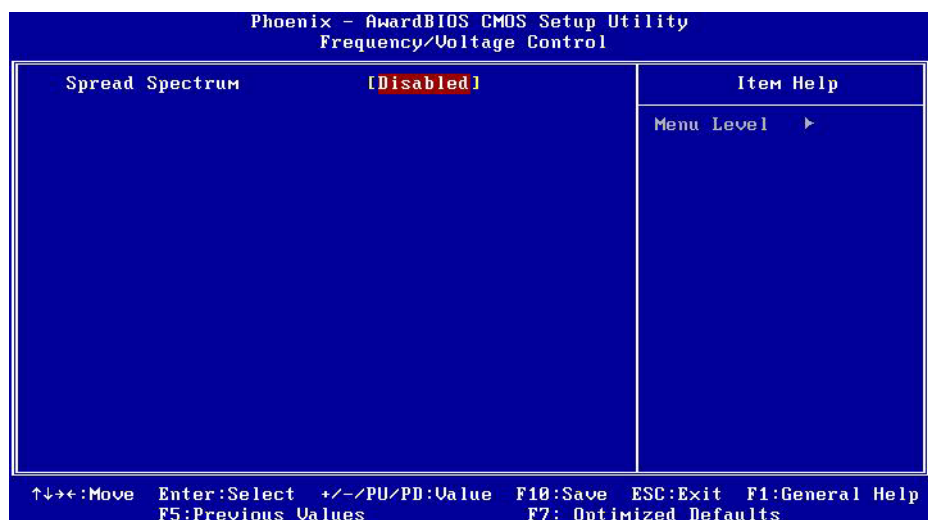 Phoenix - AwardBIOS CMOS Setup Utility
Frequency/Voltage Control
Spread Spectrum [Disabled]
Item Help
Menu Level ▶
↑↓→←:Move Enter:Select +/-/PU/PD:Value F10:Save ESC:Exit F1:General Help
F5:Previous Values F7: Optimized Defaults